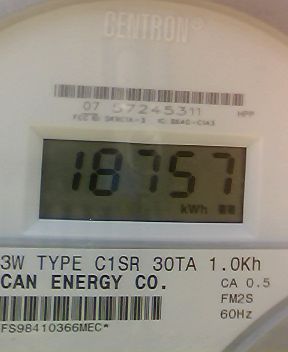 CENTRON®
07 57245311 HPP
18757
kWh
3W TYPE C1SR 30TA 1.0Kh
CAN ENERGY CO. CA 0.5
FM2S
60Hz
FS98410366MEC*